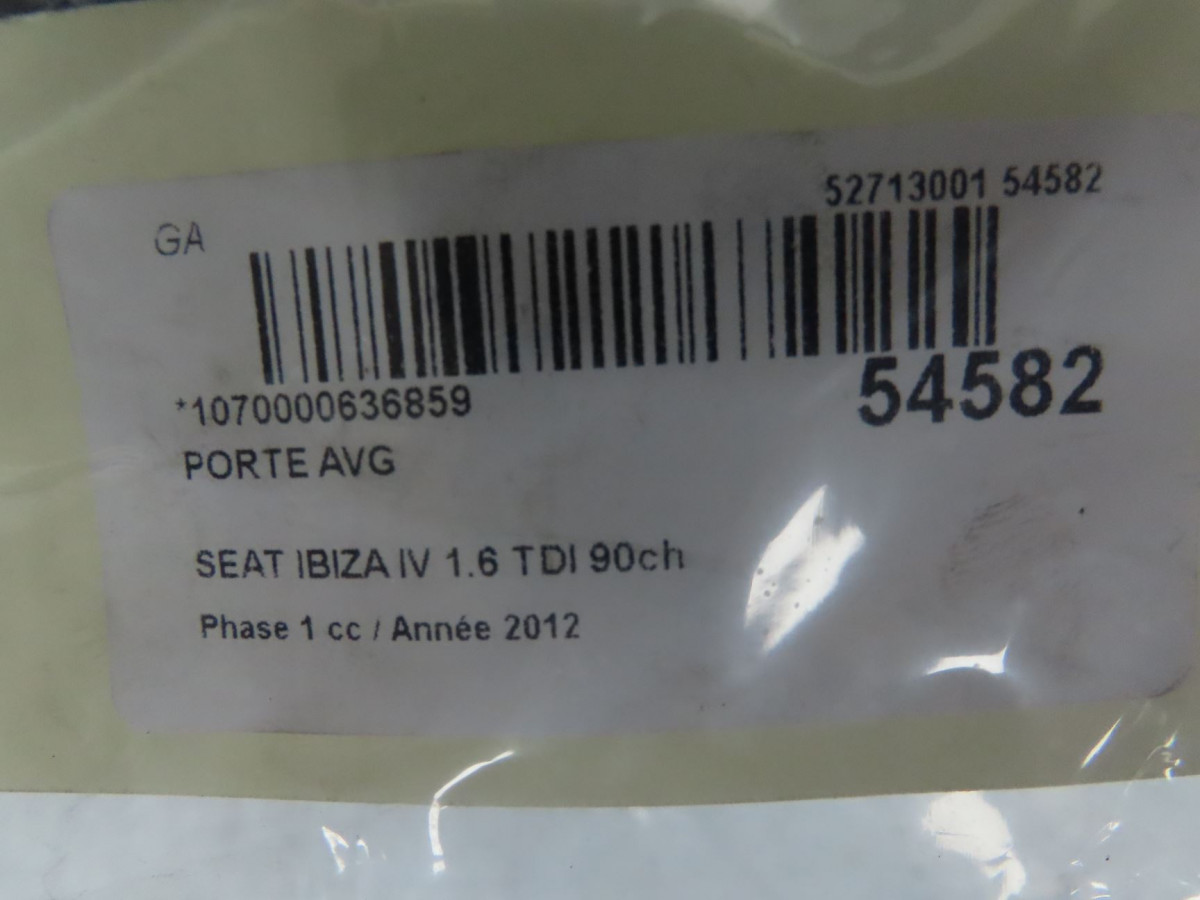 52713001 54582
GA
54582
*1070000636859
PORTE AVG
SEAT IBIZA IV 1.6 TDI 90ch
Phase 1 cc / Année 2012